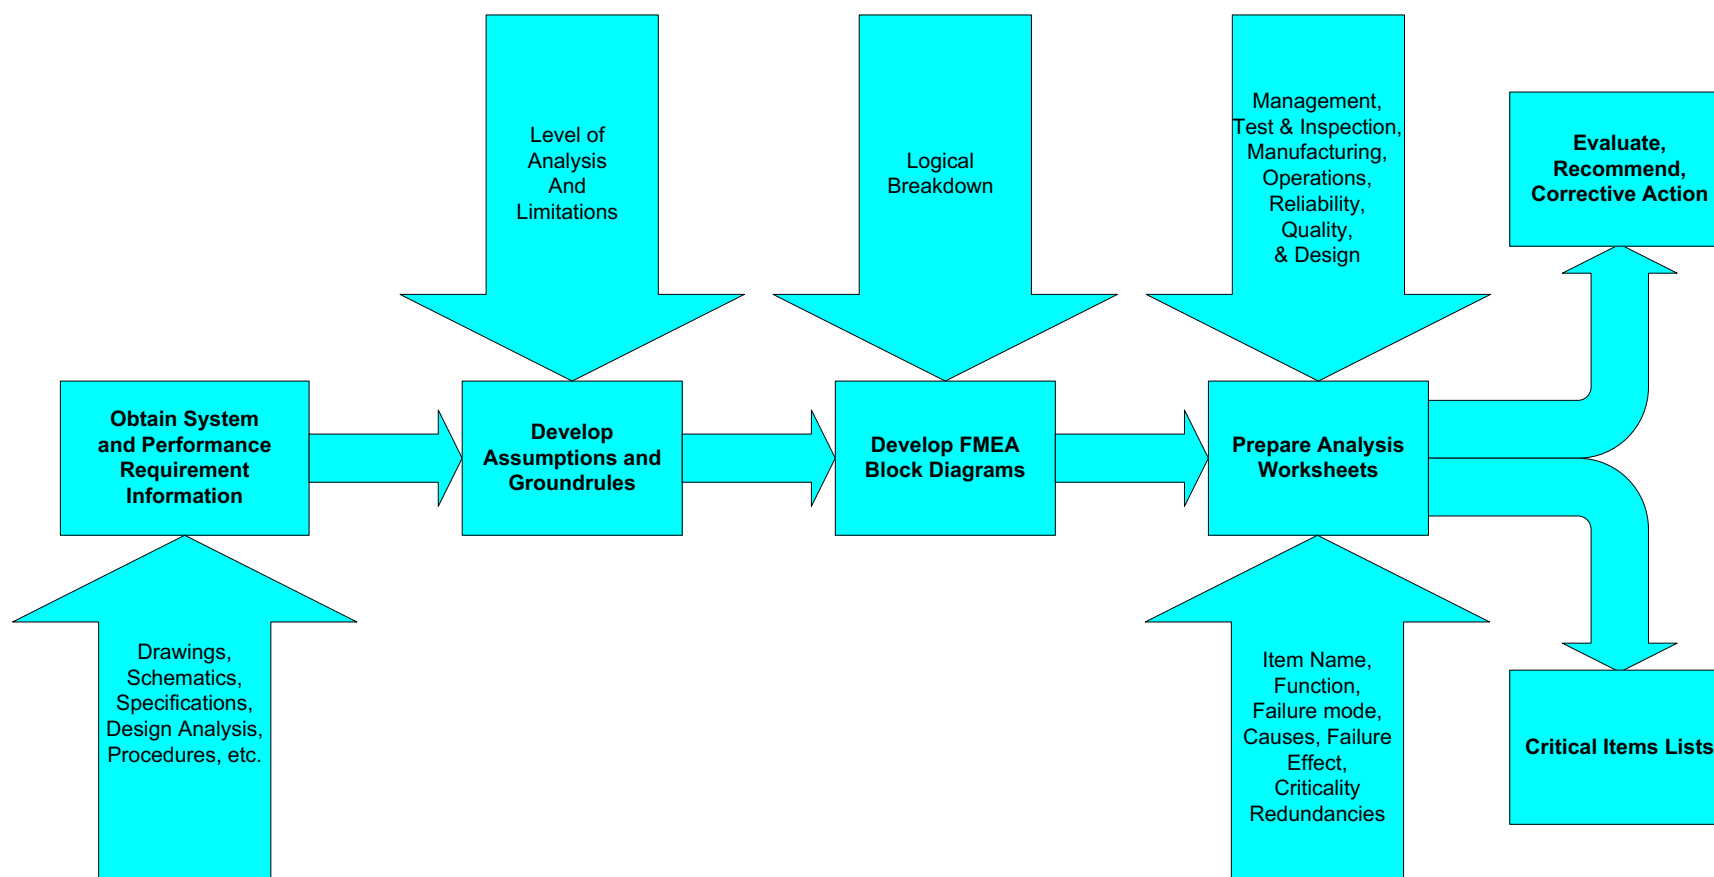 Level of
Analysis
And
Limitations
Logical
Breakdown
Management,
Test & Inspection,
Manufacturing,
Operations,
Reliability,
Quality,
& Design
Evaluate,
Recommend,
Corrective Action
Obtain System
and Performance
Requirement
Information
Develop
Assumptions and
Groundrules
Develop FMEA
Block Diagrams
Prepare Analysis
Worksheets
Drawings,
Schematics,
Specifications,
Design Analysis,
Procedures, etc.
Item Name,
Function,
Failure mode,
Causes, Failure
Effect,
Criticality
Redundancies
Critical Items Lists